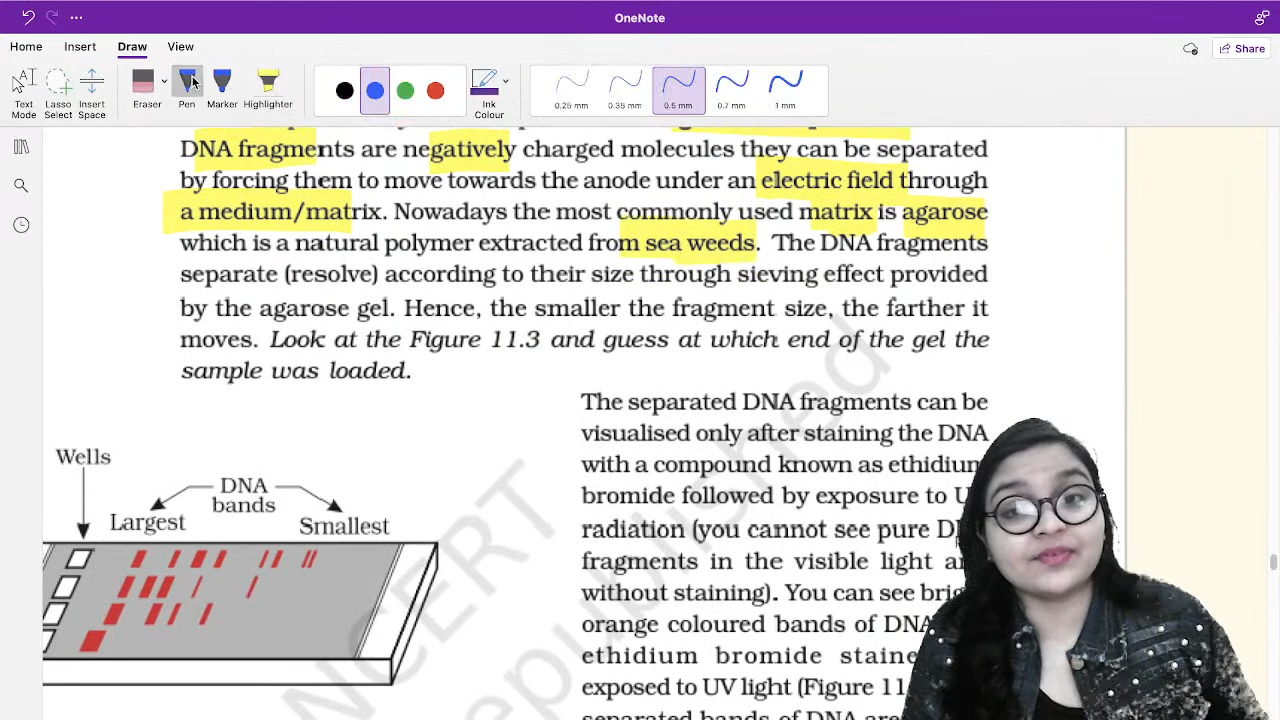 OneNote
Home Insert Draw View
Share
Text Mode
Lasso Select
Insert Space
Eraser
Pen
Marker
Highlighter
Ink Colour
0.25 mm
0.35 mm
0.5 mm
0.7 mm
1 mm
DNA fragments are negatively charged molecules they can be separated
by forcing them to move towards the anode under an electric field through
a medium/matrix. Nowadays the most commonly used matrix is agarose
which is a natural polymer extracted from sea weeds. The DNA fragments
separate (resolve) according to their size through sieving effect provided
by the agarose gel. Hence, the smaller the fragment size, the farther it
moves. Look at the Figure 11.3 and guess at which end of the gel the
sample was loaded.
The separated DNA fragments can be
visualised only after staining the DNA
with a compound known as ethidium
bromide followed by exposure to U
radiation (you cannot see pure D
fragments in the visible light a
without staining). You can see brig
orange coloured bands of DNA
ethidium bromide staine
exposed to UV light (Figure 11
separated bands of DNA are
Wells
DNA bands
Largest
Smallest
NCERT
republished